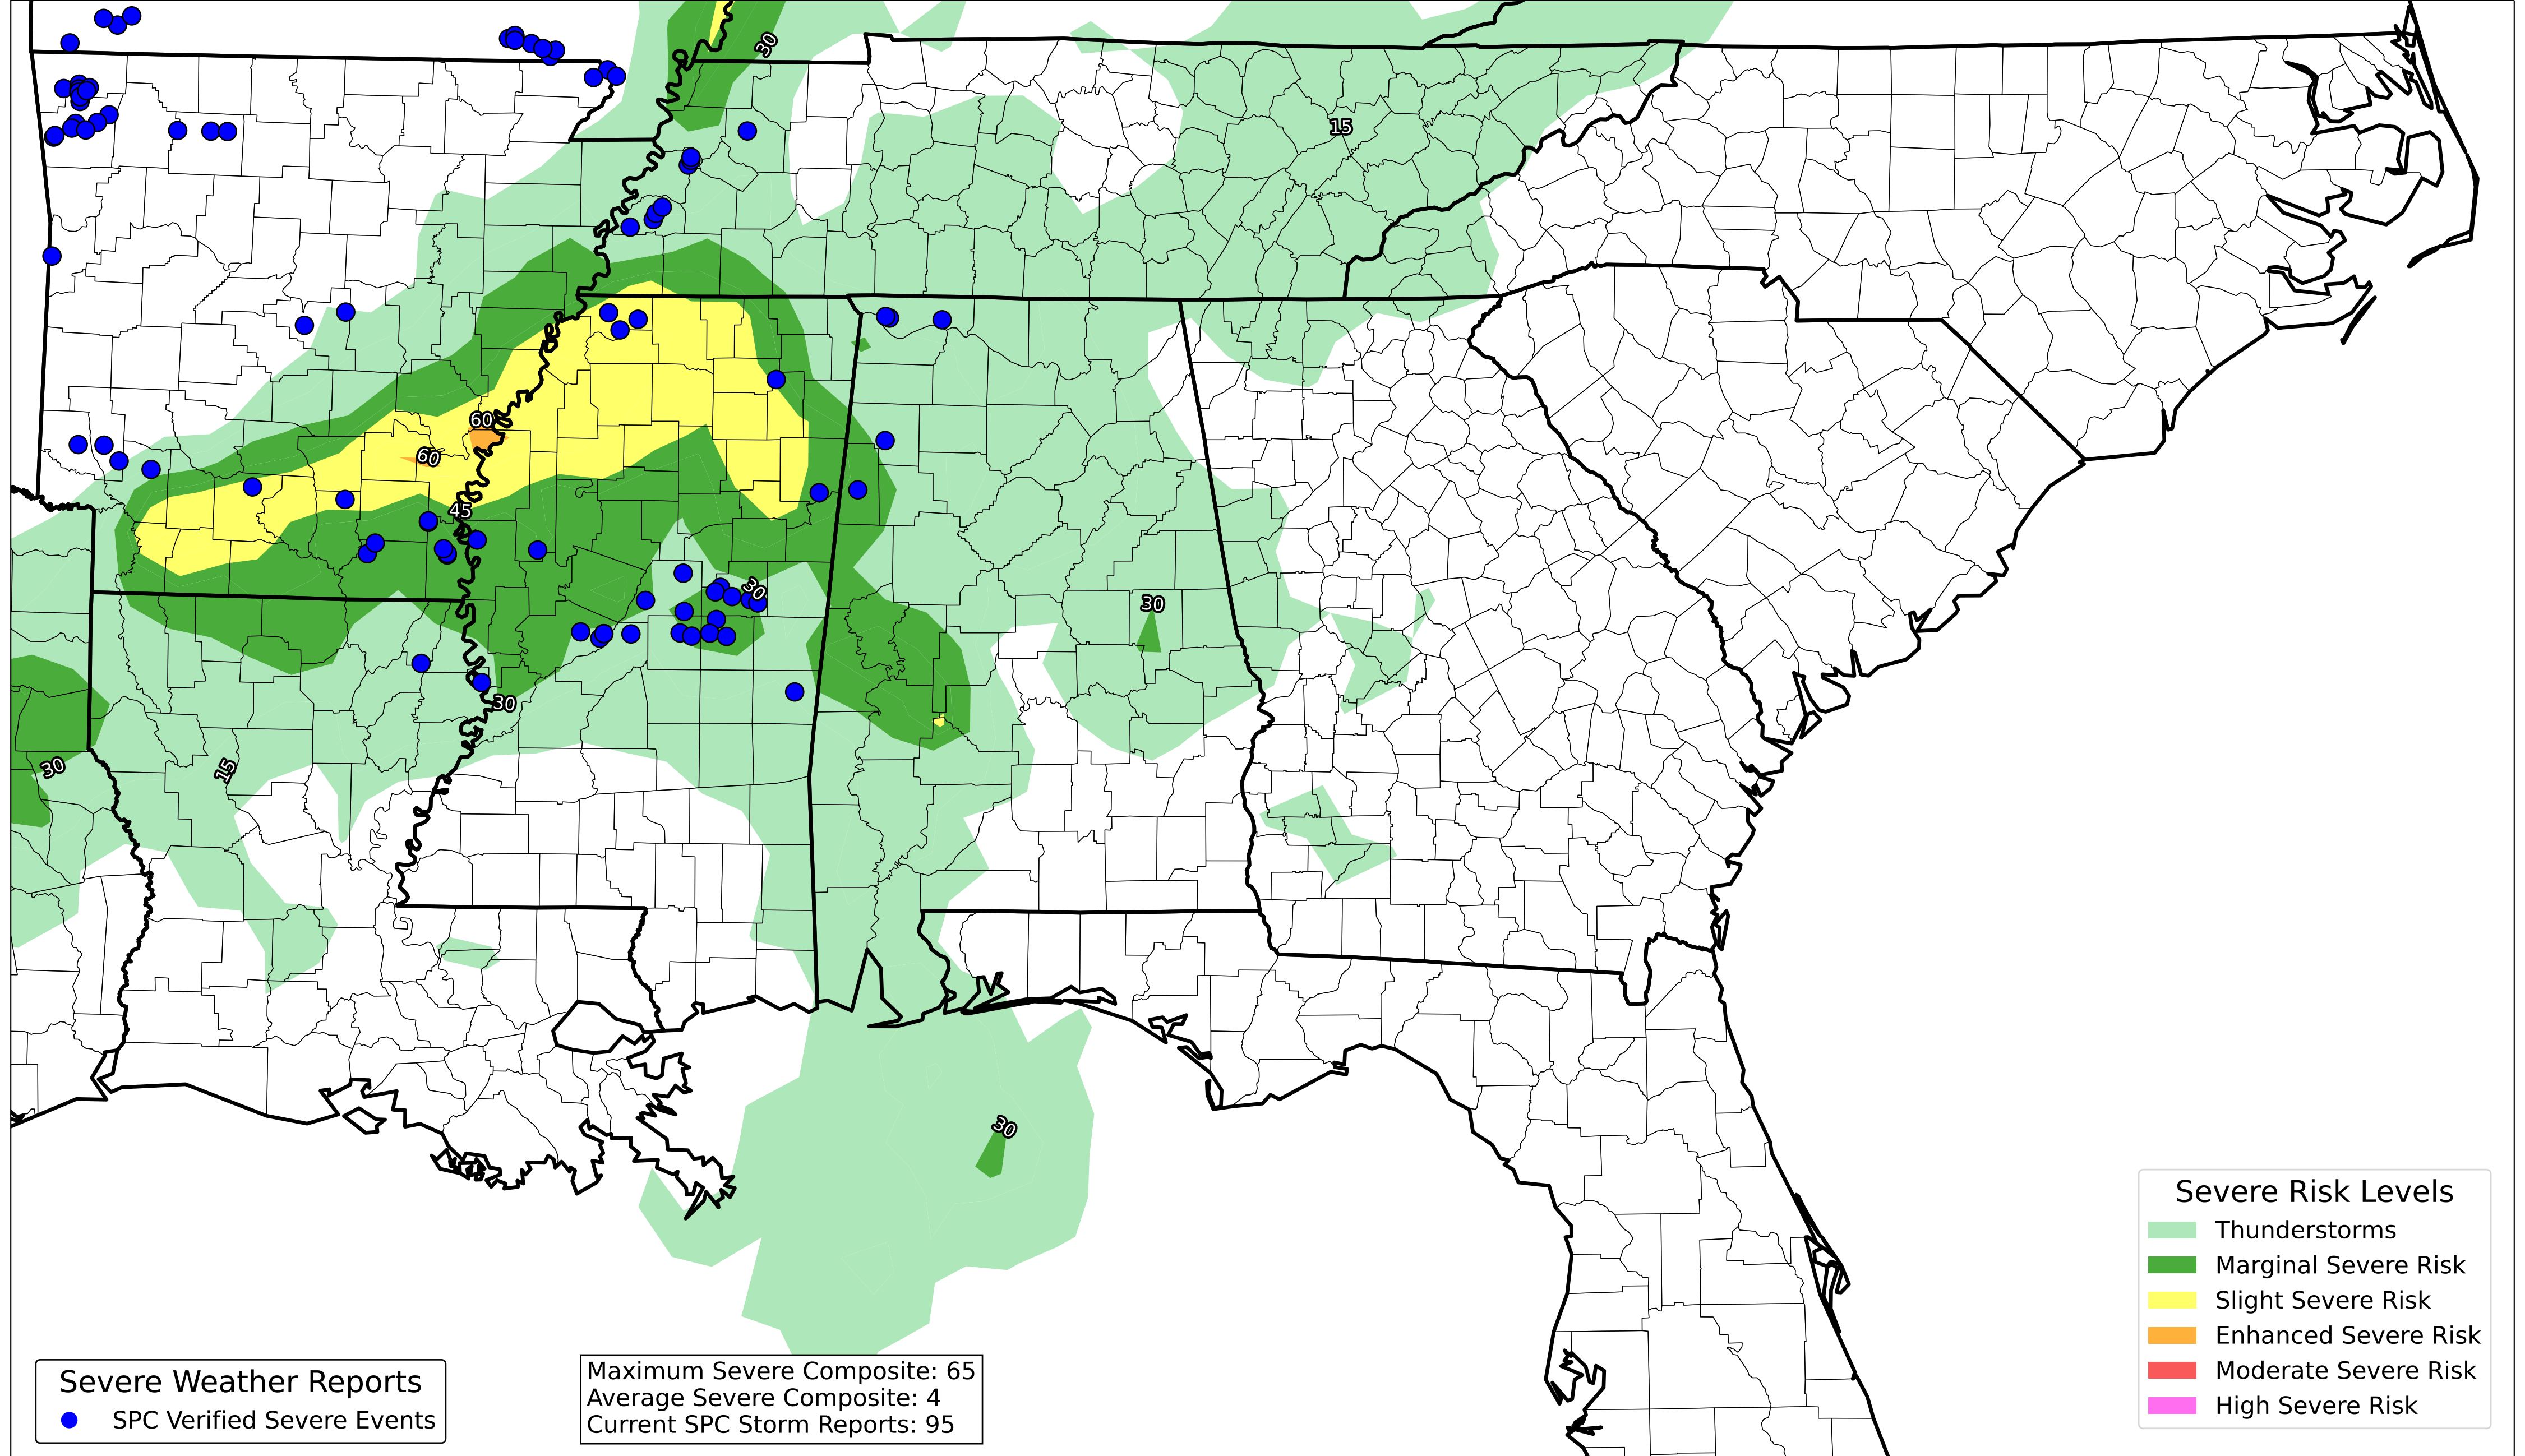 30
15
60
60
45
30
30
30
30
15
30
Severe Risk Levels
Thunderstorms
Marginal Severe Risk
Slight Severe Risk
Enhanced Severe Risk
Moderate Severe Risk
High Severe Risk
Severe Weather Reports
SPC Verified Severe Events
Maximum Severe Composite: 65
Average Severe Composite: 4
Current SPC Storm Reports: 95